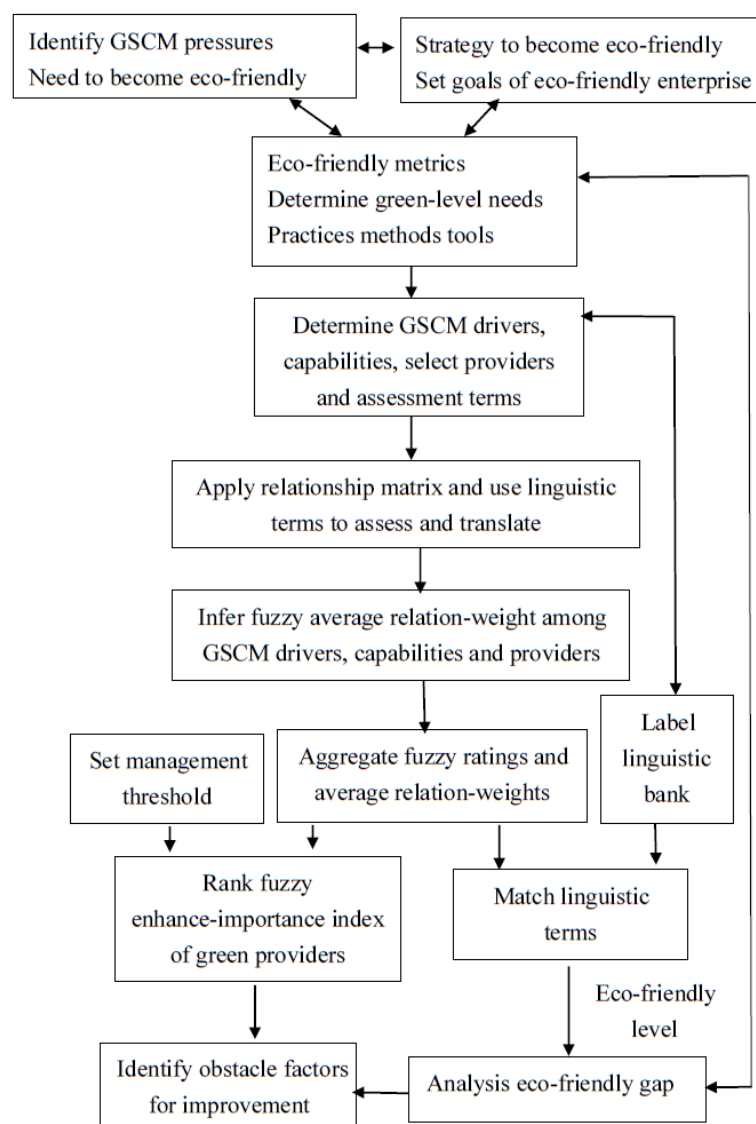 Identify GSCM pressures
Need to become eco-friendly
Strategy to become eco-friendly
Set goals of eco-friendly enterprise
Eco-friendly metrics
Determine green-level needs
Practices methods tools
Determine GSCM drivers,
capabilities, select providers
and assessment terms
Apply relationship matrix and use linguistic
terms to assess and translate
Infer fuzzy average relation-weight among
GSCM drivers, capabilities and providers
Set management
threshold
Aggregate fuzzy ratings and
average relation-weights
Label
linguistic
bank
Rank fuzzy
enhance-importance index
of green providers
Match linguistic
terms
Eco-friendly
level
Identify obstacle factors
for improvement
Analysis eco-friendly gap